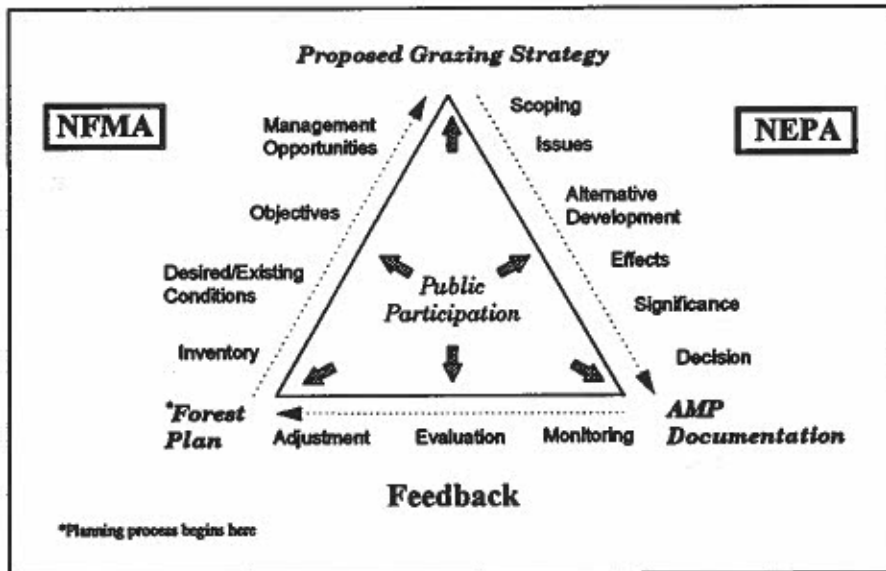 Proposed Grazing Strategy
NFMA
NEPA
Management
Opportunities
Objectives
Desired/Existing
Conditions
Inventory
Scoping
Issues
Alternative
Development
Effects
Significance
Decision
Public
Participation
*Forest
Plan
Adjustment
Evaluation
Monitoring
AMP
Documentation
Feedback
*Planning process begins here